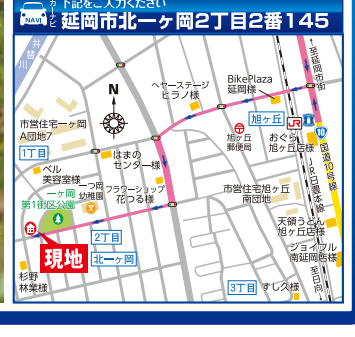 カーナビ
NAVI
下記をご入力ください
延岡市北一ヶ岡2丁目2番145
井替川
↑至延岡市街
N
ヘヤーステージ
ヒラノ様
BikePlaza
延岡様
旭ヶ丘
JR
10
市営住宅一ヶ岡
A団地7
旭ヶ丘
郵便局
おぐら
旭ヶ丘店様
1丁目
はまの
センター様
国道10号線
JR日豊本線
ベル
美容室様
一つ岡
幼稚園
フラワーショップ
花つる様
市営住宅旭ヶ丘
南団地
一ヶ岡
第1街区公園
天領うどん
旭ヶ丘店様
2丁目
現地
北一ヶ岡
ジョイフル
南延岡店様
杉野
林業様
3丁目
すし久様
至日向↓